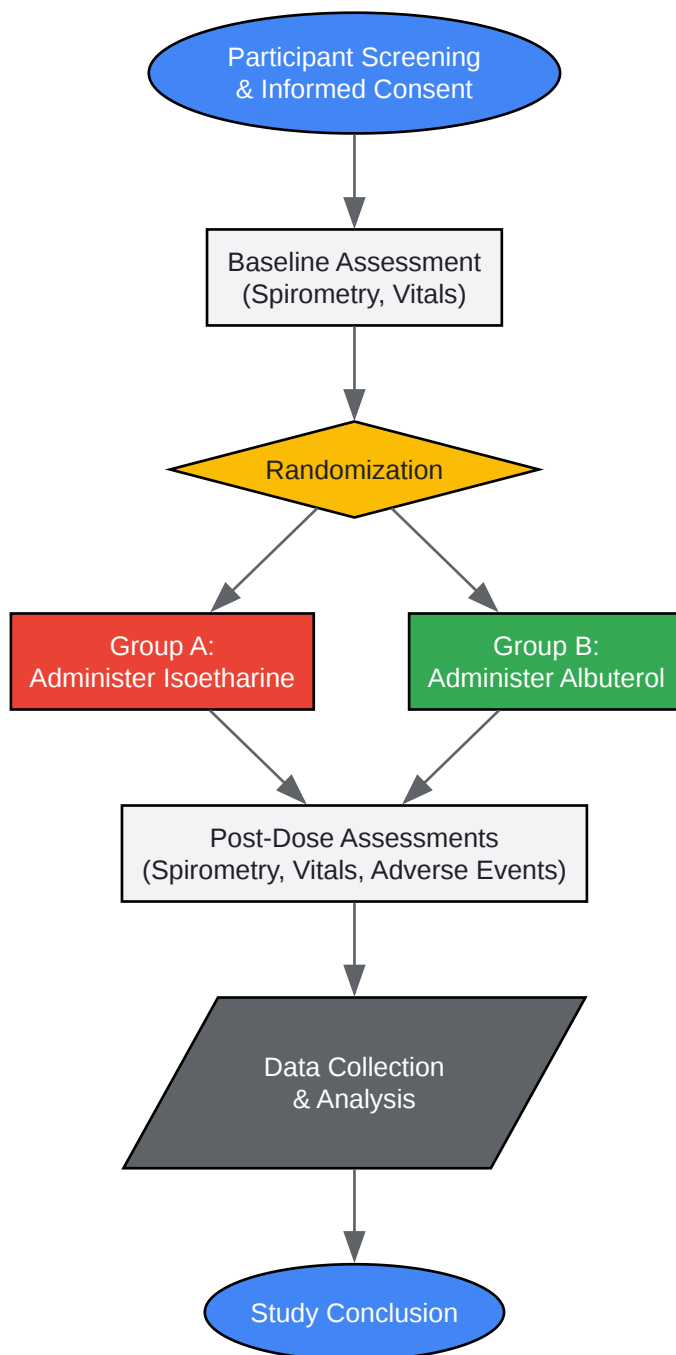 Participant Screening
& Informed Consent
Baseline Assessment
(Spirometry, Vitals)
Randomization
Group A:
Administer Isoetharine
Group B:
Administer Albuterol
Post-Dose Assessments
(Spirometry, Vitals, Adverse Events)
Data Collection
& Analysis
Study Conclusion